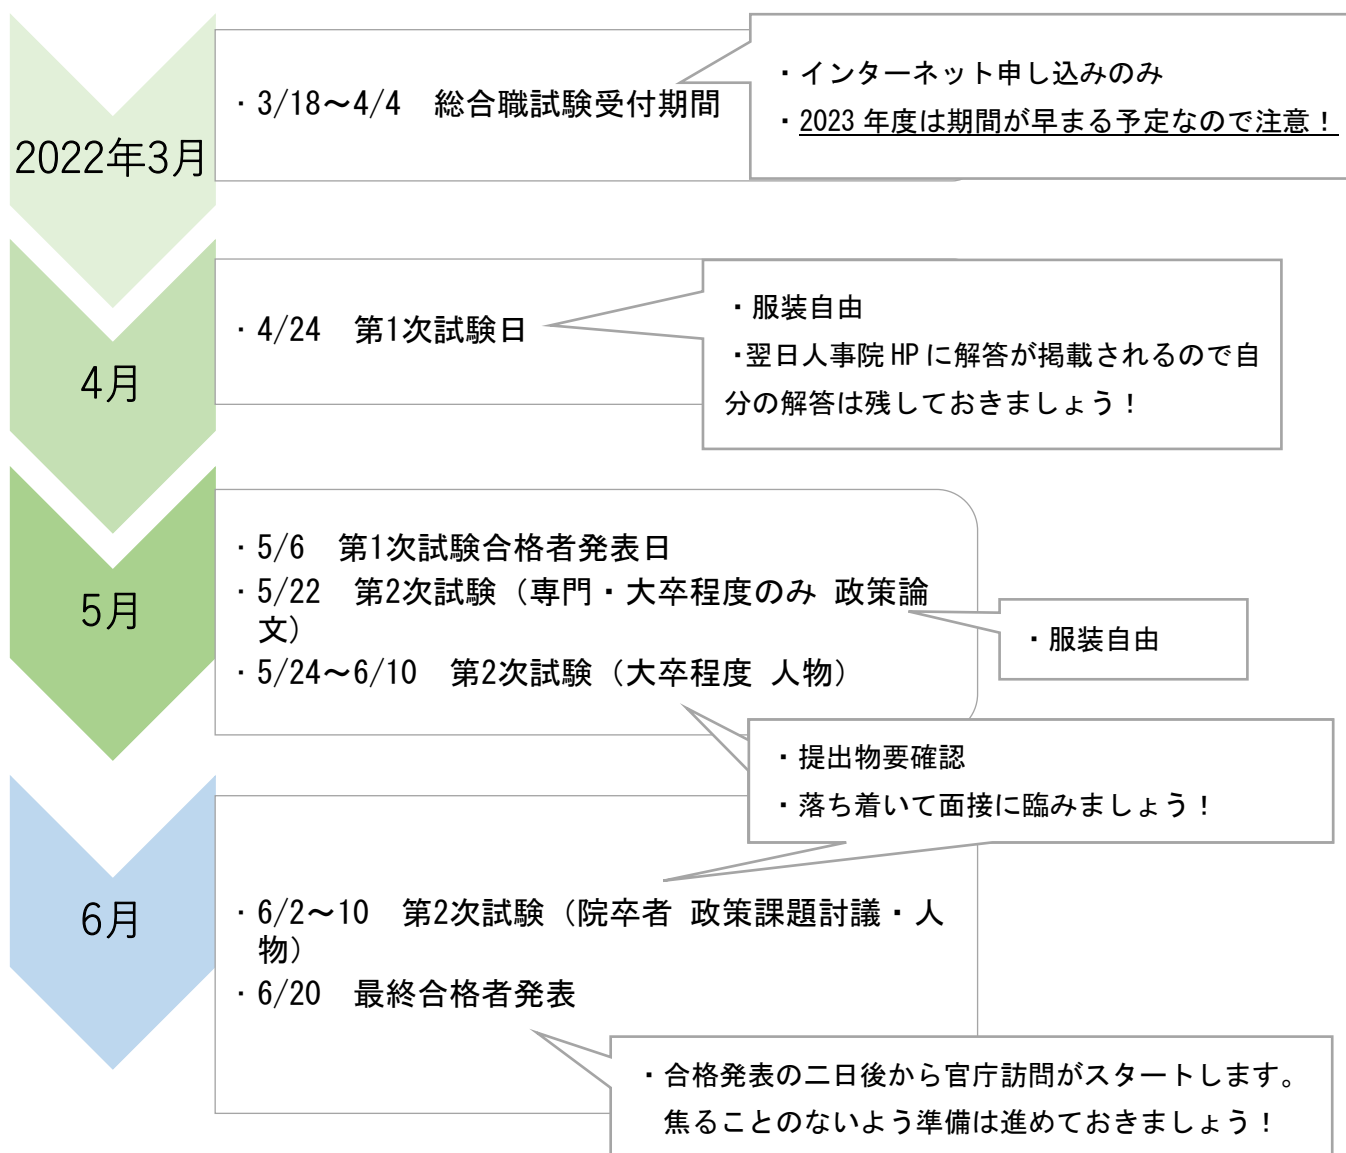 2022年3月
・3/18～4/4　総合職試験受付期間
・インターネット申し込みのみ
・2023年度は期間が早まる予定なので注意！
4月
・4/24　第1次試験日
・服装自由
・翌日人事院HPに解答が掲載されるので自
分の解答は残しておきましょう！
5月
・5/6　第1次試験合格者発表日
・5/22　第2次試験（専門・大卒程度のみ 政策論
文）
・5/24～6/10　第2次試験（大卒程度 人物）
・服装自由
・提出物要確認
・落ち着いて面接に臨みましょう！
6月
・6/2～10　第2次試験（院卒者 政策課題討議・人
物）
・6/20　最終合格者発表
・合格発表の二日後から官庁訪問がスタートします。
焦ることのないよう準備は進めておきましょう！